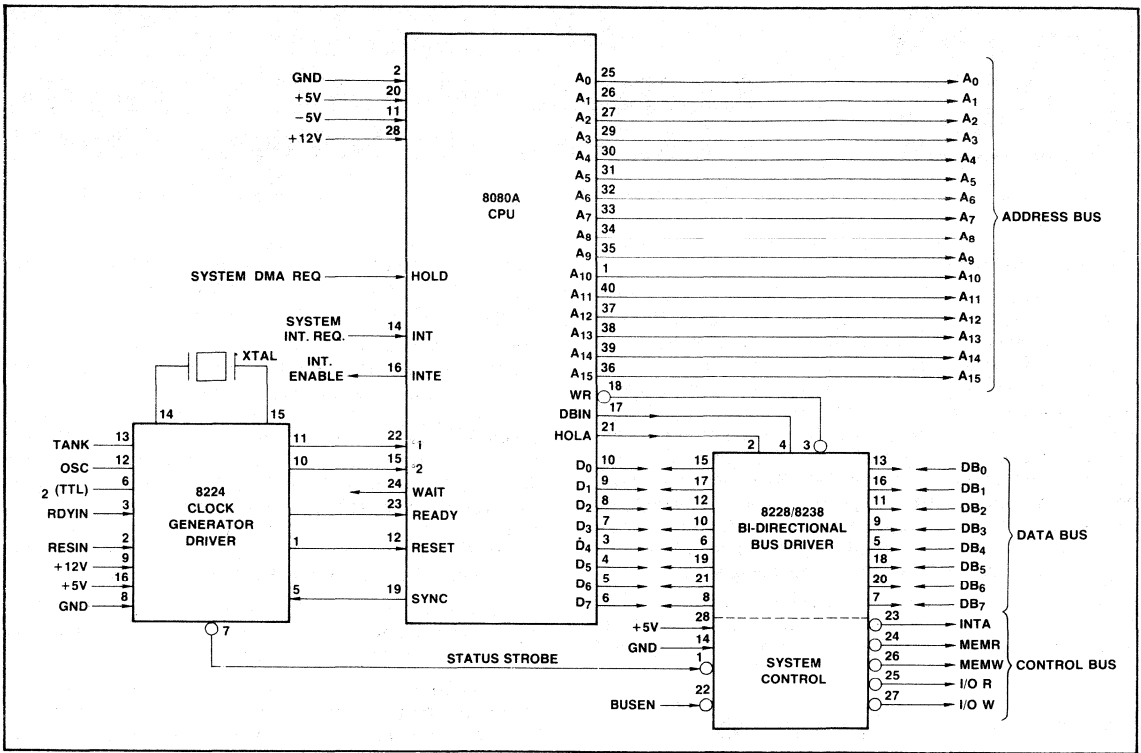 GND 2
+5V 20
−5V 11
+12V 28
8080A
CPU
SYSTEM DMA REQ HOLD
SYSTEM
INT. REQ. 14 INT
INT.
ENABLE 16 INTE
22 1
15 2
24 WAIT
23 READY
12 RESET
19 SYNC
A0 25 A0
A1 26 A1
A2 27 A2
A3 29 A3
A4 30 A4
A5 31 A5
A6 32 A6
A7 33 A7
A8 34 A8
A9 35 A9
A10 1 A10
A11 40 A11
A12 37 A12
A13 38 A13
A14 39 A14
A15 36 A15
ADDRESS BUS
WR 18
DBIN 17
HOLA 21
D0 10
D1 9
D2 8
D3 7
D4 3
D5 4
D6 5
D7 6
XTAL
14 15
TANK 13
OSC 12
2 (TTL) 6
RDYIN 3
RESIN 2
+12V 9
+5V 16
GND 8
8224
CLOCK
GENERATOR
DRIVER
11
10
1
5
7
STATUS STROBE
2 4 3
15
17
12
10
6
19
21
8
8228/8238
BI-DIRECTIONAL
BUS DRIVER
13 DB0
16 DB1
11 DB2
9 DB3
5 DB4
18 DB5
20 DB6
7 DB7
DATA BUS
+5V 28
GND 14
1
BUSEN 22
SYSTEM
CONTROL
23 INTA
24 MEMR
26 MEMW
25 I/O R
27 I/O W
CONTROL BUS